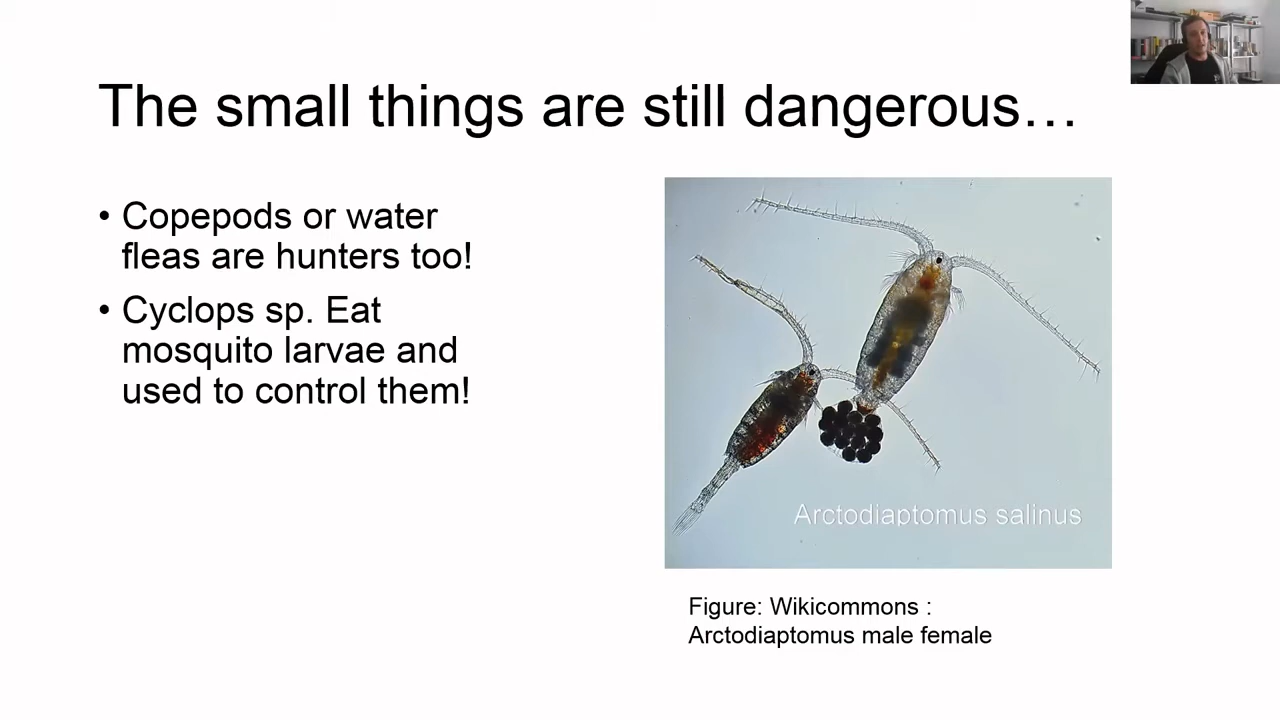 The small things are still dangerous…
• Copepods or water
fleas are hunters too!
• Cyclops sp. Eat
mosquito larvae and
used to control them!
Arctodiaptomus salinus
Figure: Wikicommons :
Arctodiaptomus male female